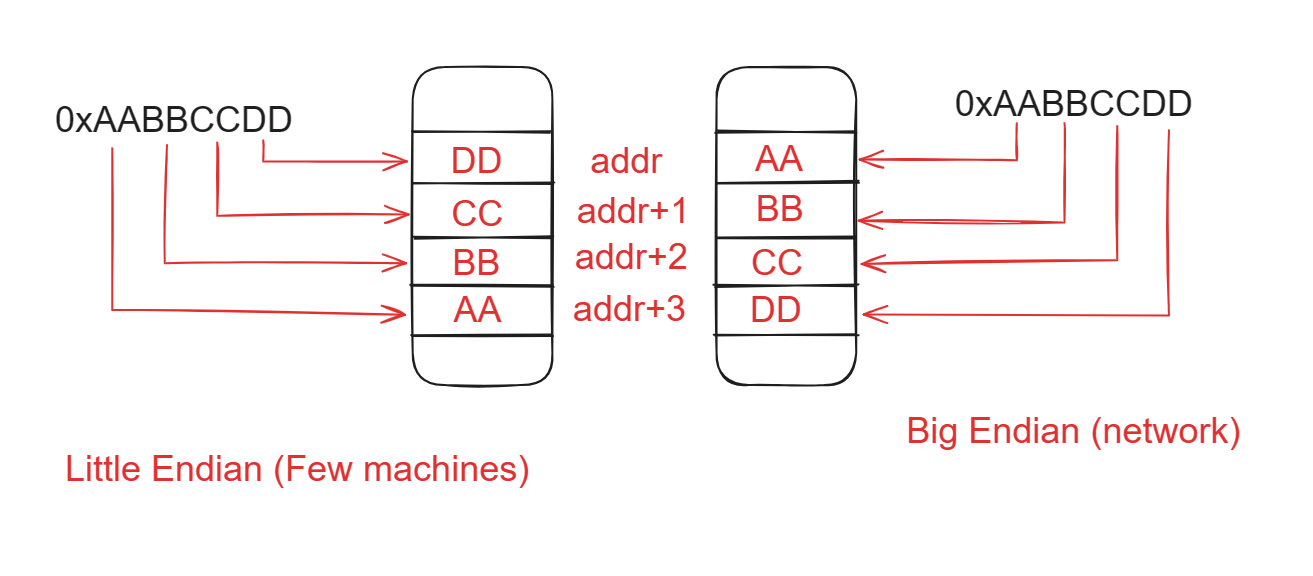 0xAABBCCDD
0xAABBCCDD
DD
addr
AA
CC
addr+1
BB
BB
addr+2
CC
AA
addr+3
DD
Big Endian (network)
Little Endian (Few machines)